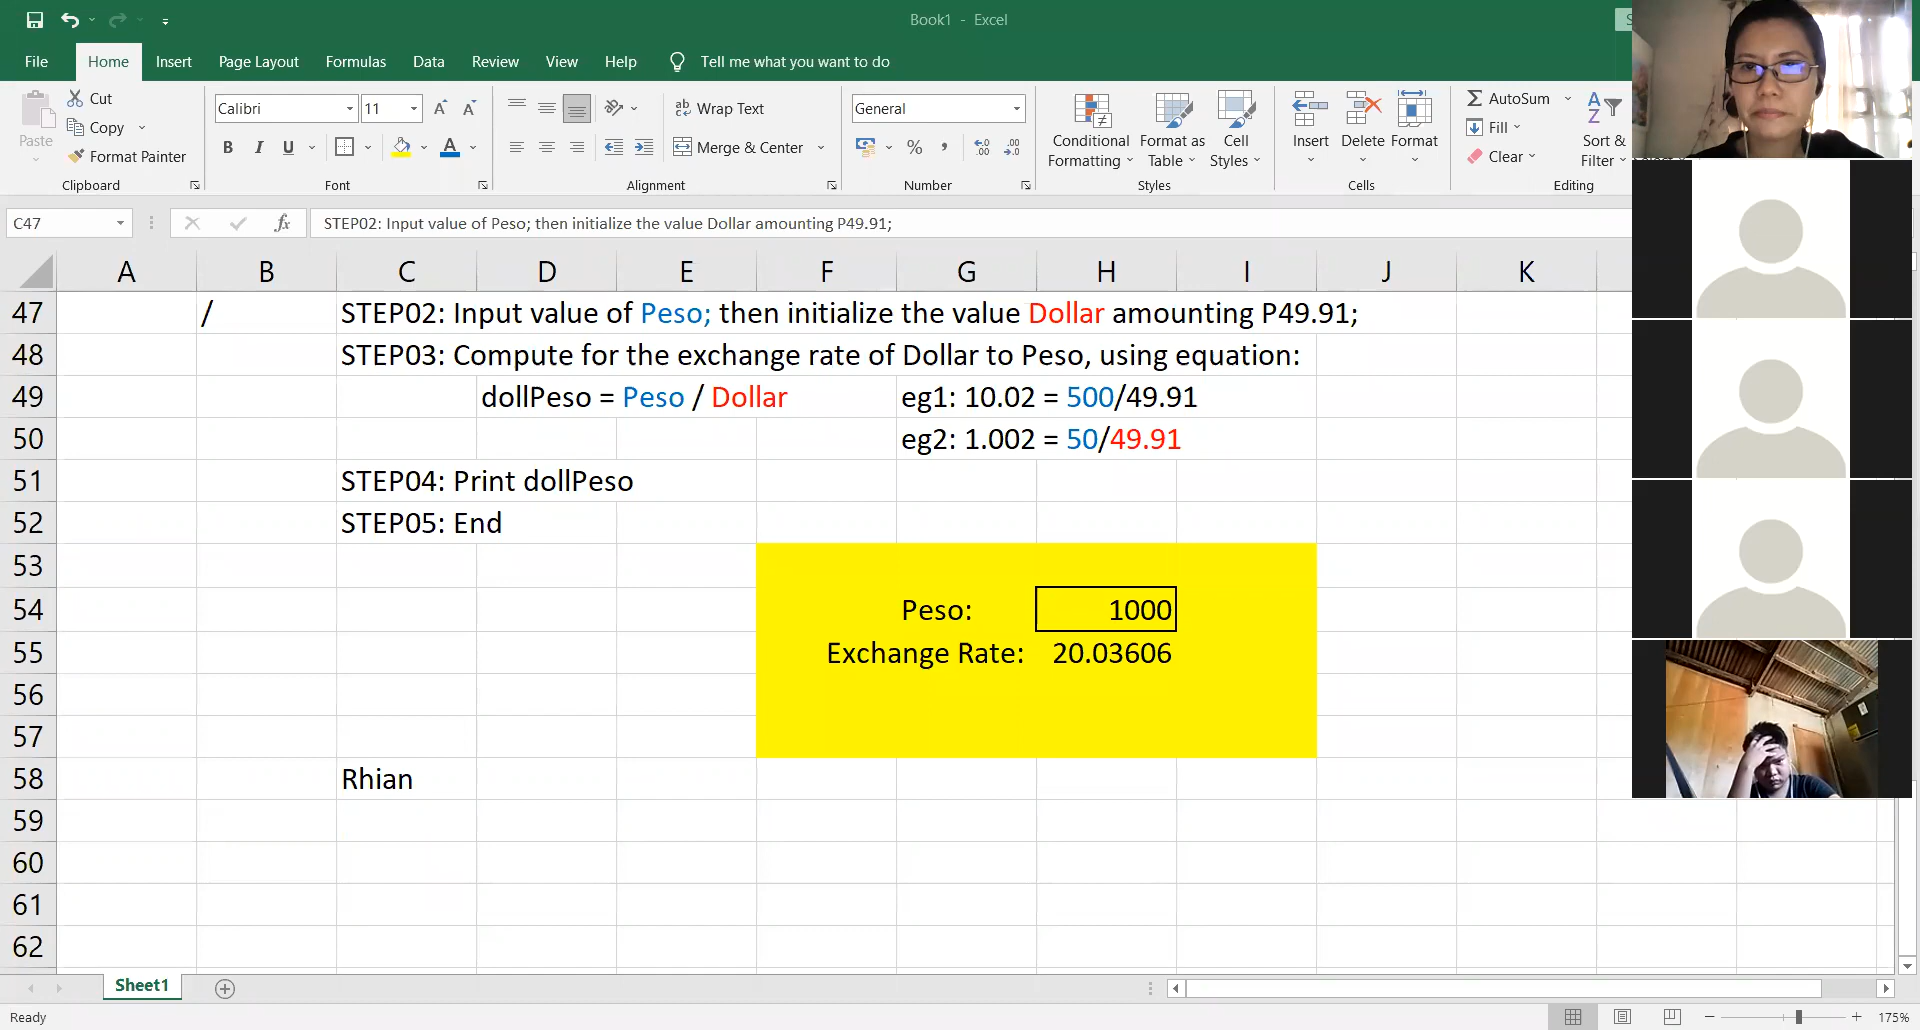 Book1 - Excel
File Home Insert Page Layout Formulas Data Review View Help Tell me what you want to do
Paste
Cut
Copy
Format Painter
Clipboard
Calibri 11 A A
B I U A
Font
ab Wrap Text
Merge & Center
Alignment
General
% ,
Number
Conditional Formatting
Format as Table
Cell Styles
Styles
Insert
Delete
Format
Cells
AutoSum
Fill
Clear
Sort &
Filter
Editing
C47 fx STEP02: Input value of Peso; then initialize the value Dollar amounting P49.91;
A B C D E F G H I J K
47 / STEP02: Input value of Peso; then initialize the value Dollar amounting P49.91;
48 STEP03: Compute for the exchange rate of Dollar to Peso, using equation:
49 dollPeso = Peso / Dollar eg1: 10.02 = 500/49.91
50 eg2: 1.002 = 50/49.91
51 STEP04: Print dollPeso
52 STEP05: End
53
54 Peso: 1000
55 Exchange Rate: 20.03606
56
57
58 Rhian
59
60
61
62
Sheet1
Ready 175%